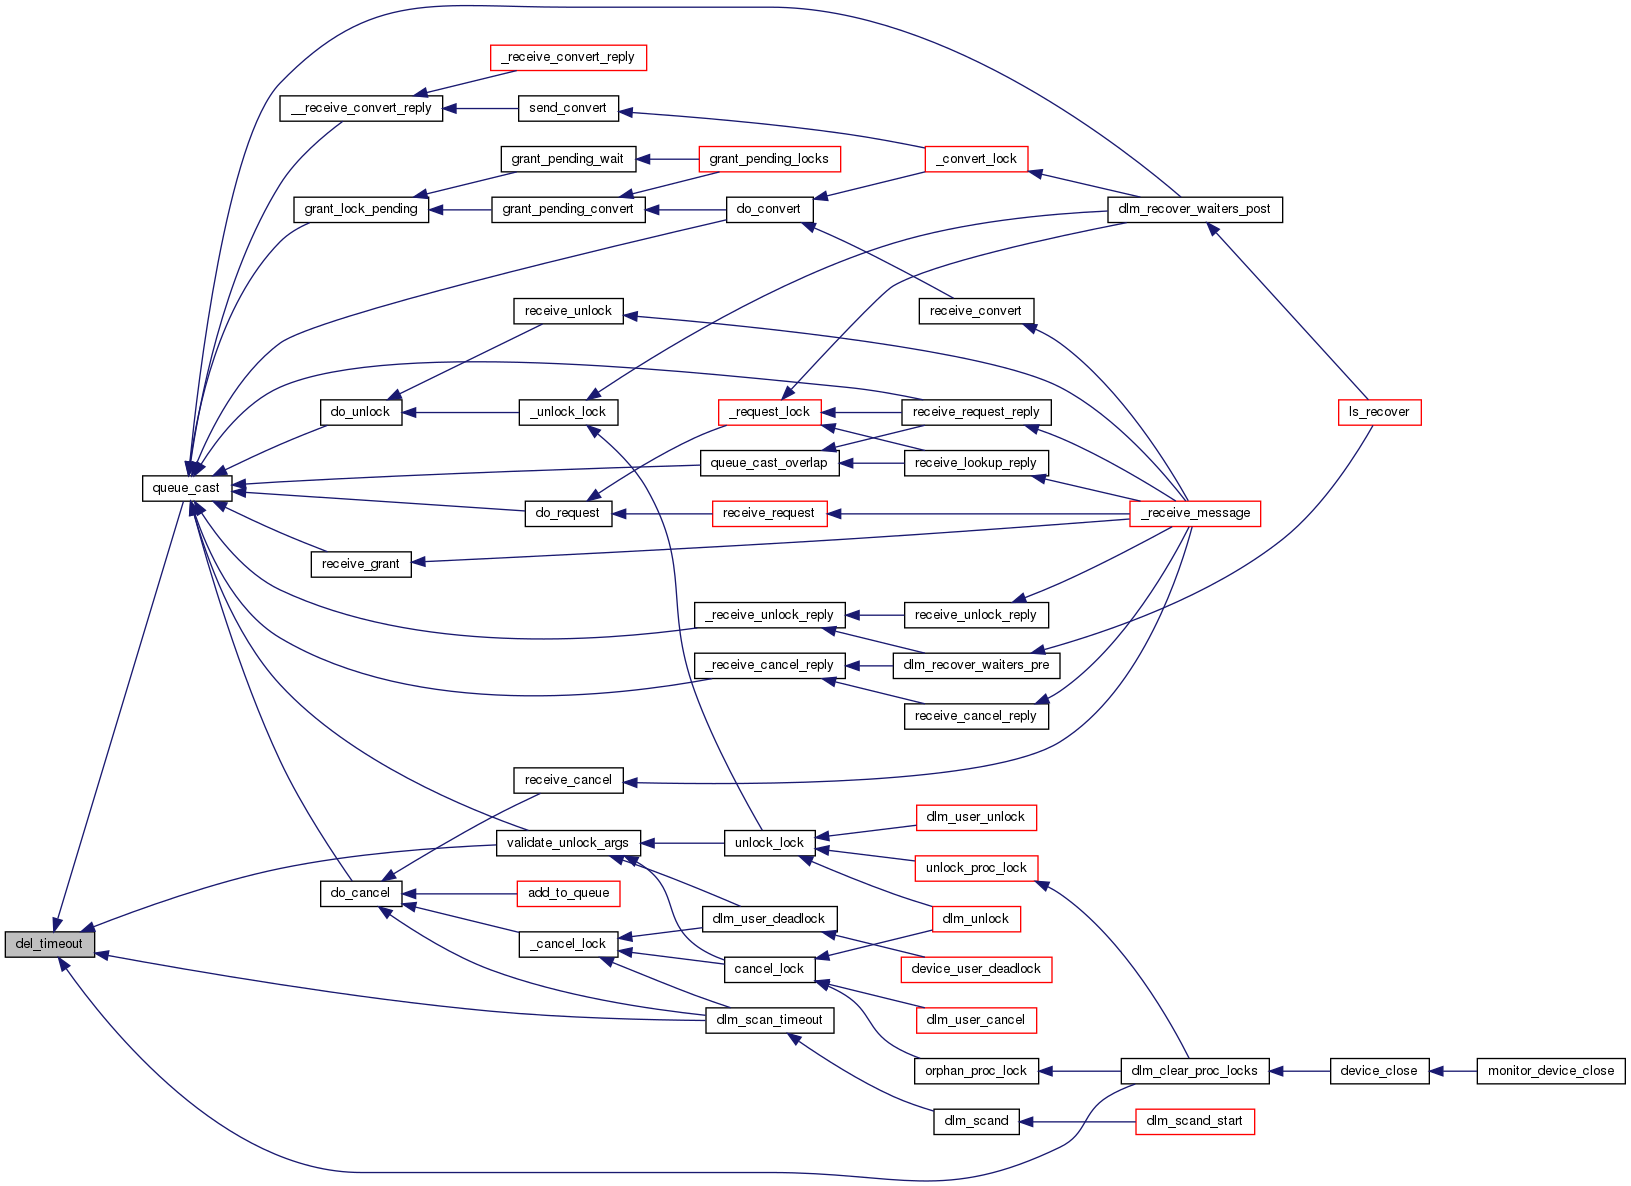 _receive_convert_reply
__receive_convert_reply
send_convert
grant_pending_wait
grant_pending_locks
_convert_lock
grant_lock_pending
grant_pending_convert
do_convert
dlm_recover_waiters_post
receive_unlock
receive_convert
do_unlock
_unlock_lock
_request_lock
receive_request_reply
ls_recover
queue_cast_overlap
receive_lookup_reply
queue_cast
do_request
receive_request
_receive_message
receive_grant
_receive_unlock_reply
receive_unlock_reply
_receive_cancel_reply
dlm_recover_waiters_pre
receive_cancel_reply
receive_cancel
dlm_user_unlock
validate_unlock_args
unlock_lock
unlock_proc_lock
do_cancel
add_to_queue
dlm_user_deadlock
dlm_unlock
del_timeout
_cancel_lock
cancel_lock
device_user_deadlock
dlm_scan_timeout
dlm_user_cancel
orphan_proc_lock
dlm_clear_proc_locks
device_close
monitor_device_close
dlm_scand
dlm_scand_start